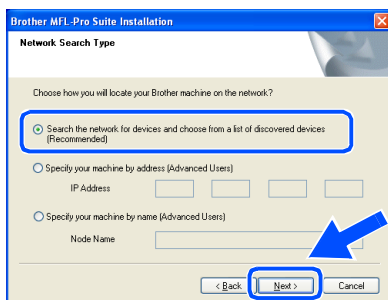 Brother MFL-Pro Suite Installation
Network Search Type
Choose how you will locate your Brother machine on the network?
Search the network for devices and choose from a list of discovered devices
(Recommended)
Specify your machine by address (Advanced Users)
IP Address
Specify your machine by name (Advanced Users)
Node Name
< Back
Next >
Cancel